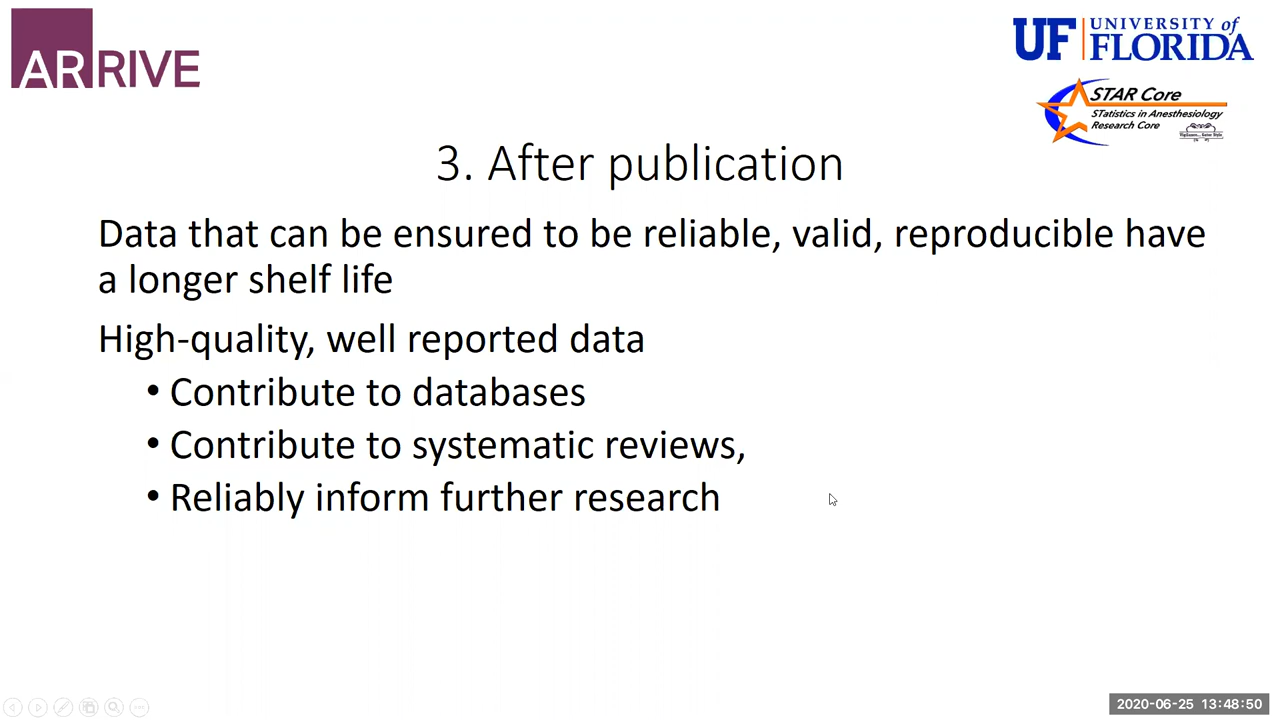 ARRIVE
UF UNIVERSITY of FLORIDA
STAR Core
STatistics in Anesthesiology
Research Core
3. After publication
Data that can be ensured to be reliable, valid, reproducible have
a longer shelf life
High-quality, well reported data
• Contribute to databases
• Contribute to systematic reviews,
• Reliably inform further research
2020-06-25 13:48:50